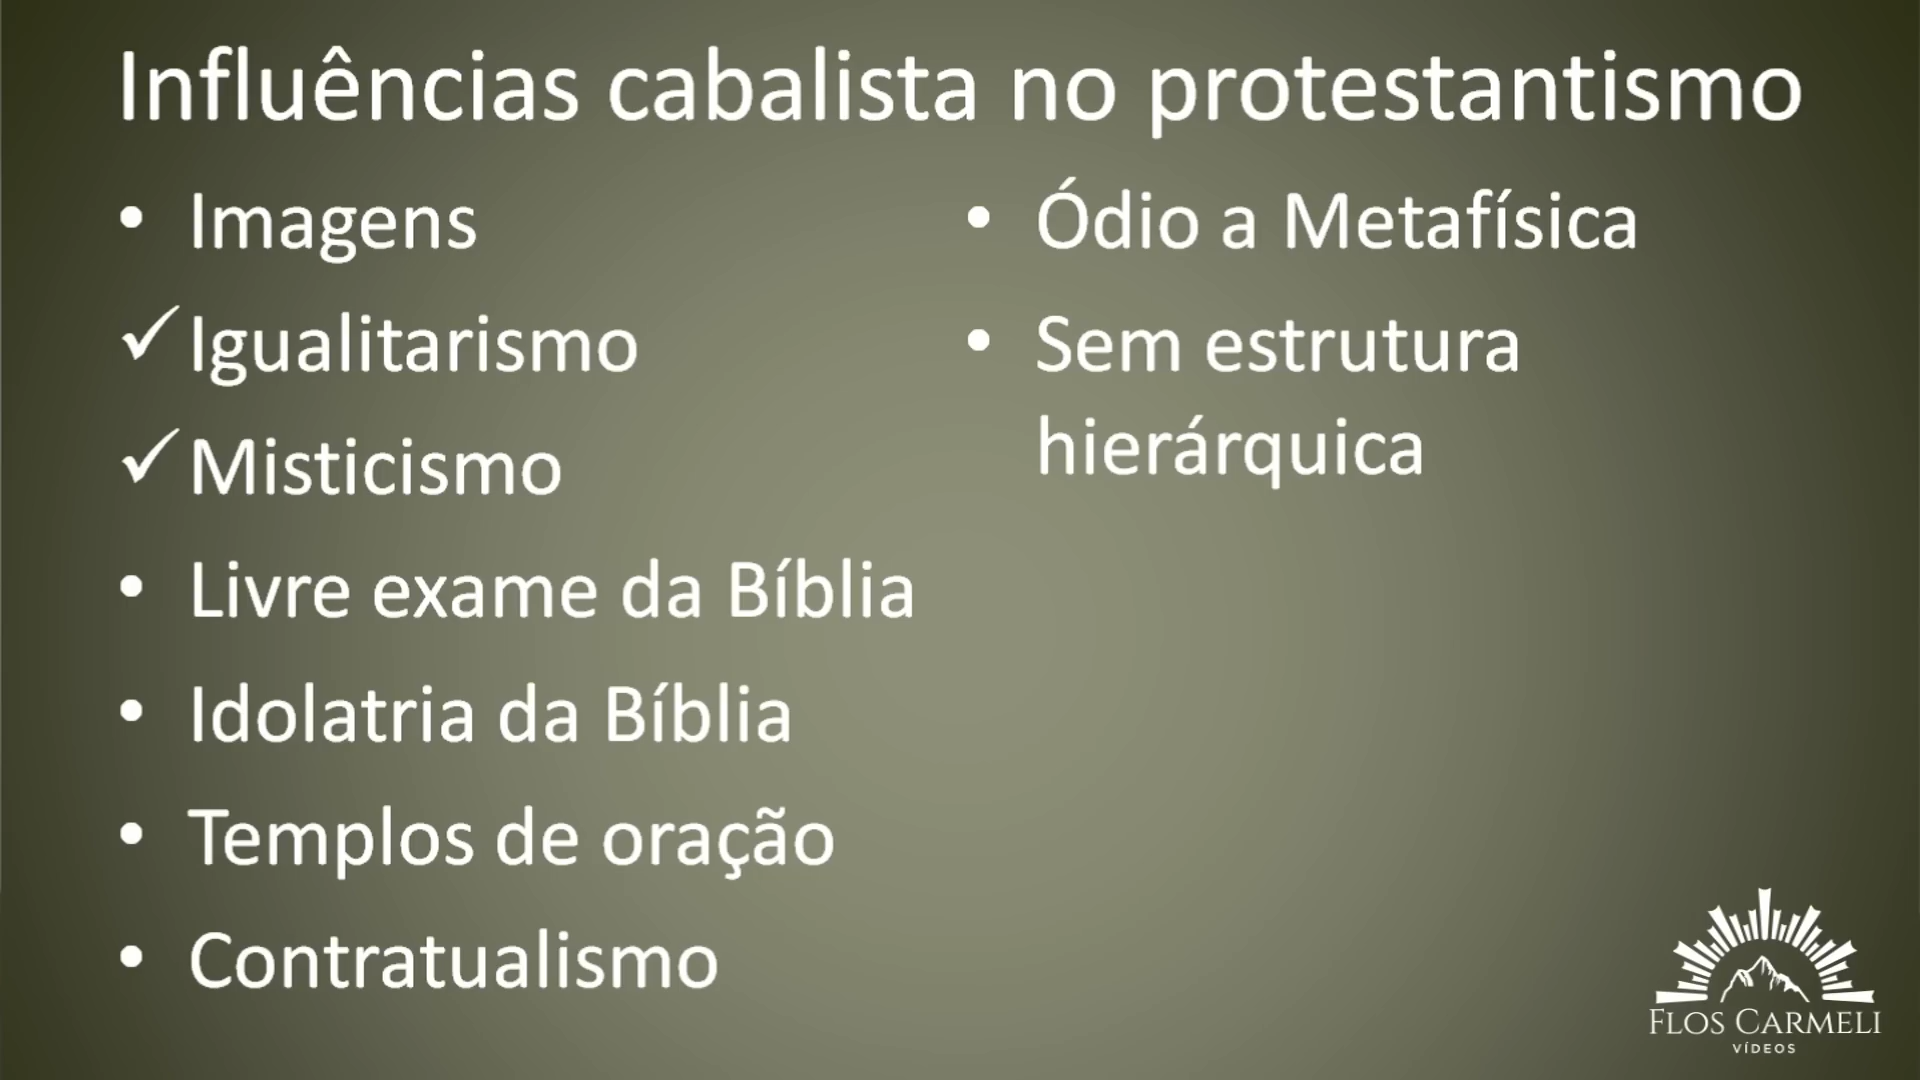 Influências cabalista no protestantismo
• Imagens
✓ Igualitarismo
✓ Misticismo
• Livre exame da Bíblia
• Idolatria da Bíblia
• Templos de oração
• Contratualismo
• Ódio a Metafísica
• Sem estrutura
hierárquica
FLOS CARMELI
VÍDEOS